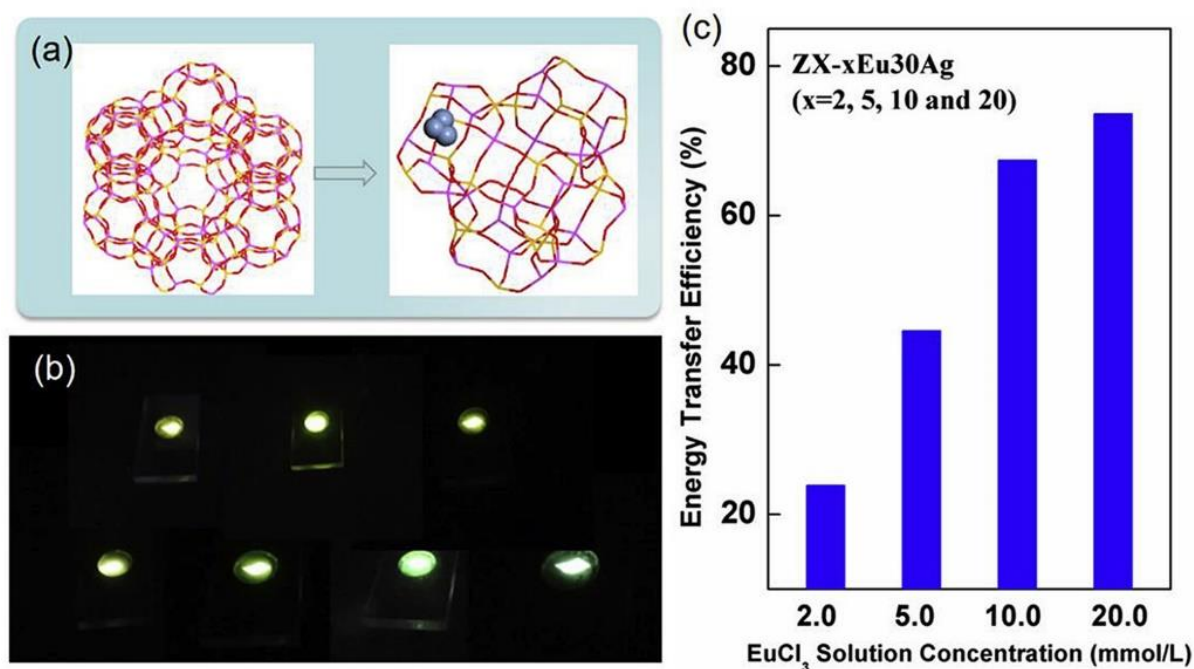 (a)
(b)
(c)
ZX-xEu30Ag
(x=2, 5, 10 and 20)
Energy Transfer Efficiency (%)
80
60
40
20
2.0 5.0 10.0 20.0
EuCl₃ Solution Concentration (mmol/L)